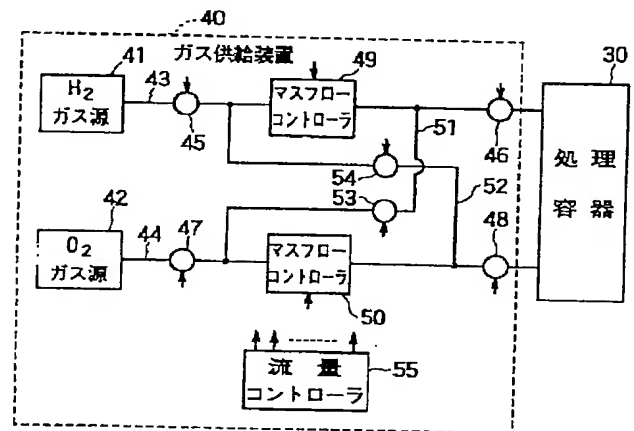 40
ガス供給装置
41
H2
ガス源
43
45
49
マスフロー
コントローラ
51
46
30
処理
容器
54
53
52
42
O2
ガス源
44
47
マスフロー
コントローラ
50
48
流量
コントローラ
55